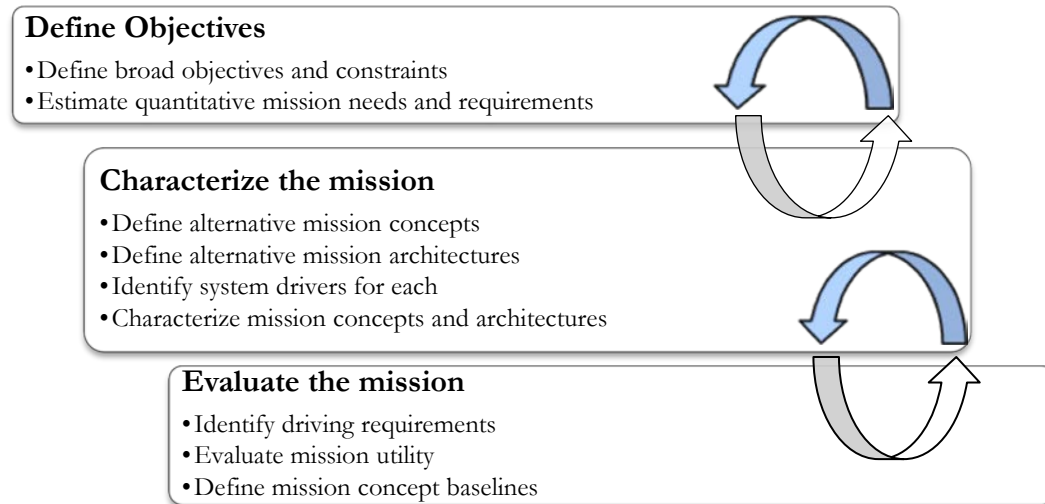 Define Objectives
•Define broad objectives and constraints
•Estimate quantitative mission needs and requirements
Characterize the mission
•Define alternative mission concepts
•Define alternative mission architectures
•Identify system drivers for each
•Characterize mission concepts and architectures
Evaluate the mission
•Identify driving requirements
•Evaluate mission utility
•Define mission concept baselines